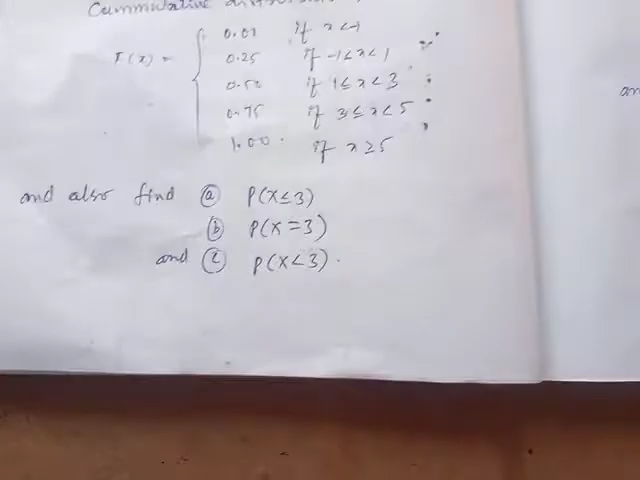 Cummulative
F(x) = { 0.00 if x<-1
0.25 if -1≤x<1
0.50 if 1≤x<3
0.75 if 3≤x<5
1.00 . if x≥5
and also find ⓐ P(X≤3)
ⓑ P(X=3)
and ⓒ P(X<3).
an